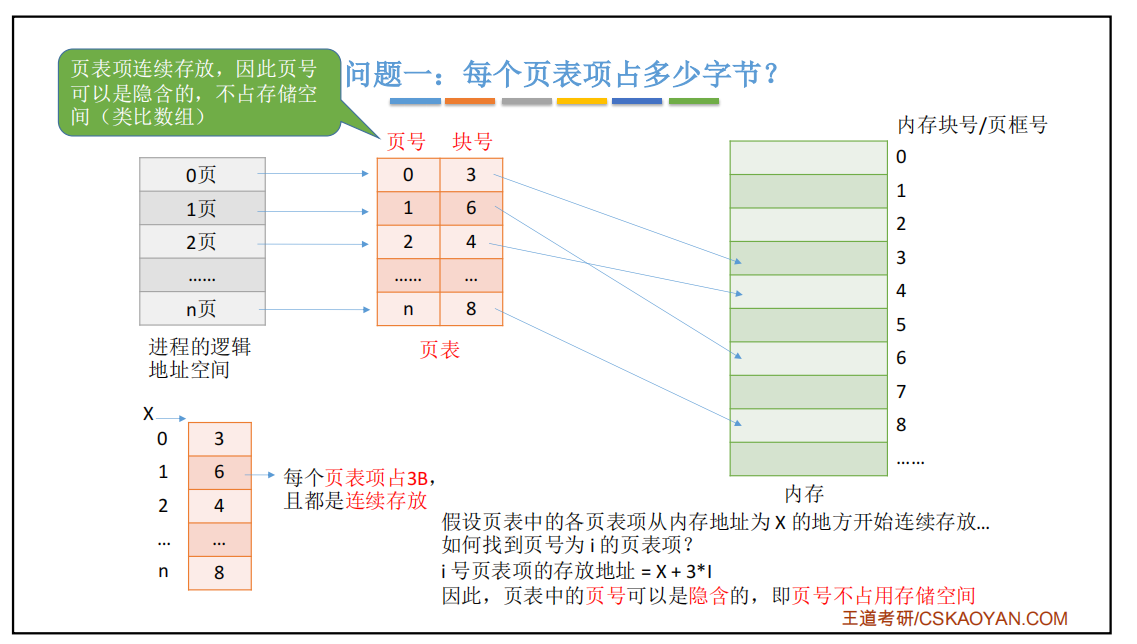 页表项连续存放，因此页号
可以是隐含的，不占存储空
间（类比数组）
问题一：每个页表项占多少字节？
页号 块号
0页
1页
2页
……
n页
进程的逻辑
地址空间
0 3
1 6
2 4
…… …
n 8
页表
内存块号/页框号
0
1
2
3
4
5
6
7
8
……
内存
X
0 3
1 6
2 4
… …
n 8
每个页表项占3B，
且都是连续存放
假设页表中的各页表项从内存地址为 X 的地方开始连续存放…
如何找到页号为 i 的页表项？
i 号页表项的存放地址 = X + 3*I
因此，页表中的页号可以是隐含的，即页号不占用存储空间
王道考研/CSKAOYAN.COM